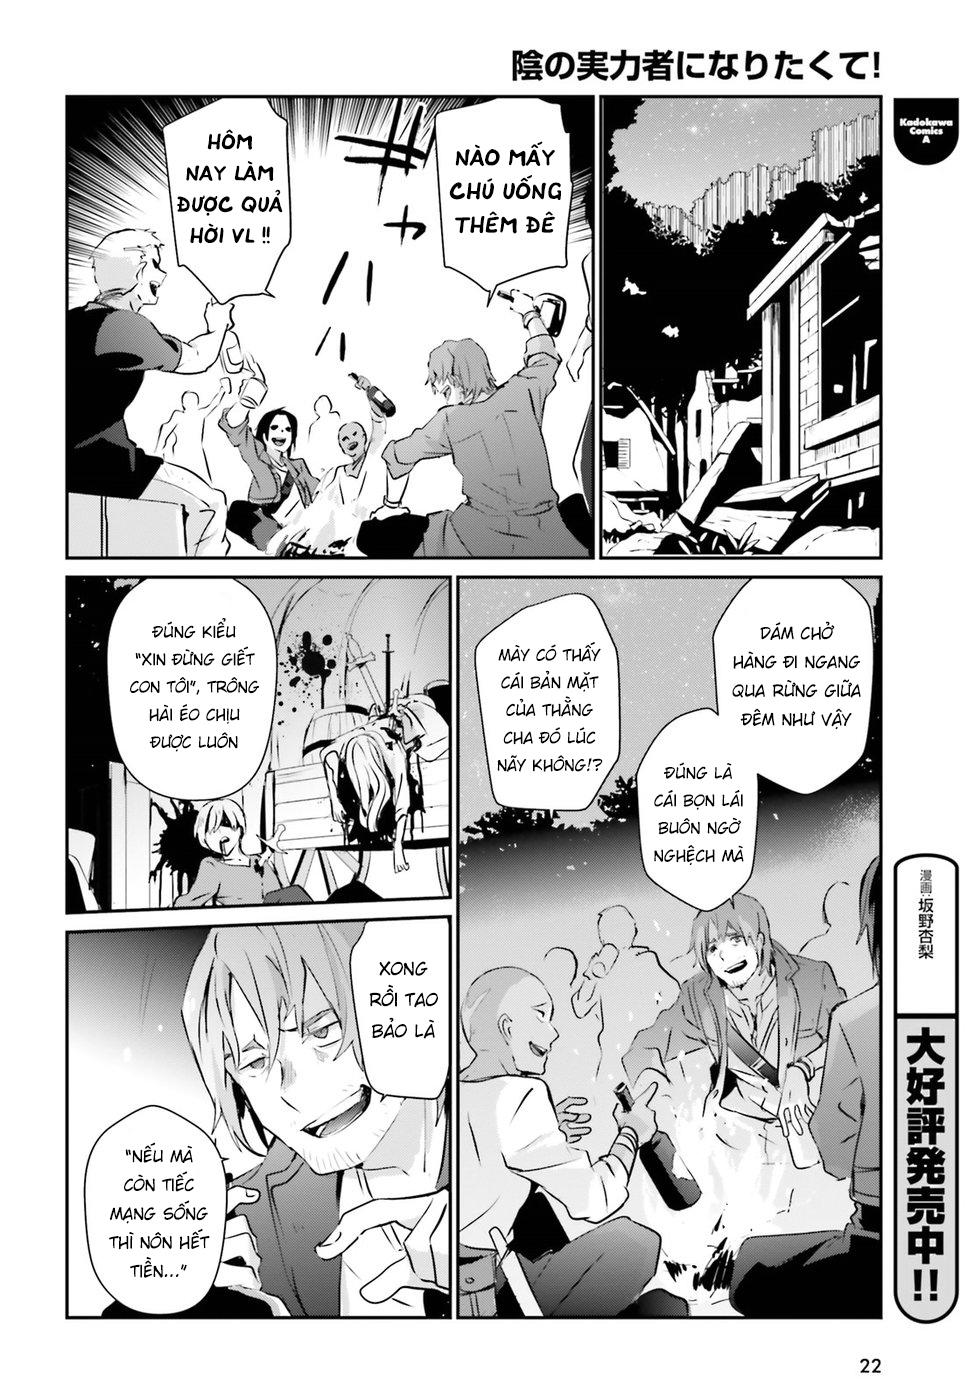 陰の実力者になりたくて!
Kadokawa
Comics
A
NÀO MẤY
CHÚ UỐNG
THÊM ĐÊ
HÔM
NAY LÀM
ĐƯỢC QUẢ
HỜI VL !!
DÁM CHỞ
HÀNG ĐI NGANG
QUA RỪNG GIỮA
ĐÊM NHƯ VẬY
ĐÚNG LÀ
CÁI BỌN LÁI
BUÔN NGỜ
NGHỆCH MÀ
MÀY CÓ THẤY
CÁI BẢN MẶT
CỦA THẰNG
CHA ĐÓ LÚC
NÃY KHÔNG!?
ĐÚNG KIỂU
"XIN ĐỪNG GIẾT
CON TÔI", TRÔNG
HÀI ÉO CHỊU
ĐƯỢC LUÔN
XONG
RỒI TAO
BẢO LÀ
"NẾU MÀ
CÒN TIẾC
MẠNG SỐNG
THÌ NÔN HẾT
TIỀN..."
漫画:坂野杏梨
大好評発売中!!
22